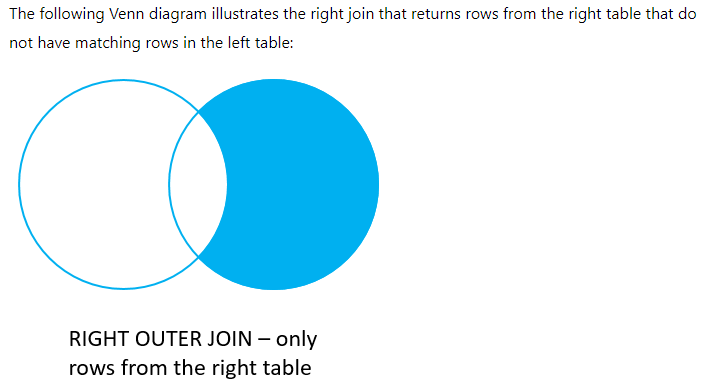 The following Venn diagram illustrates the right join that returns rows from the right table that do
not have matching rows in the left table:
RIGHT OUTER JOIN – only
rows from the right table